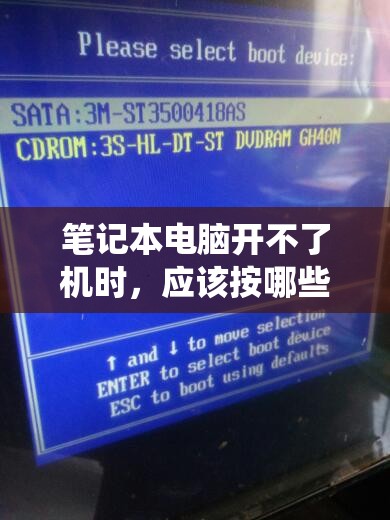 Please select boot device:
SATA:3M-ST3500418AS
CDROM:3S-HL-DT-ST DVDRAM GH40N
笔记本电脑开不了
机时，应该按哪些
↑ and ↓ to move selection
ENTER to select boot device
ESC to boot using defaults